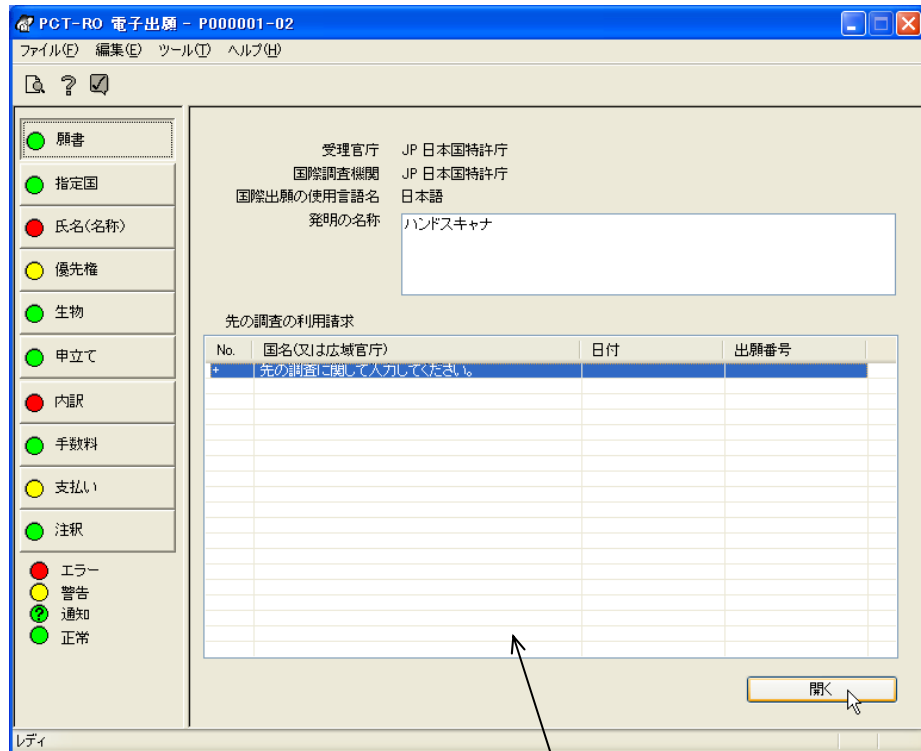 PCT-RO 電子出願 - P000001-02
ファイル(F) 編集(E) ツール(T) ヘルプ(H)
願書
指定国
氏名(名称)
優先権
生物
申立て
内訳
手数料
支払い
注釈
エラー
警告
通知
正常
受理官庁 JP 日本国特許庁
国際調査機関 JP 日本国特許庁
国際出願の使用言語名 日本語
発明の名称 ハンドスキャナ
先の調査の利用請求
No. 国名(又は広域官庁) 日付 出願番号
+ 先の調査に関して入力してください。
開く
レディ